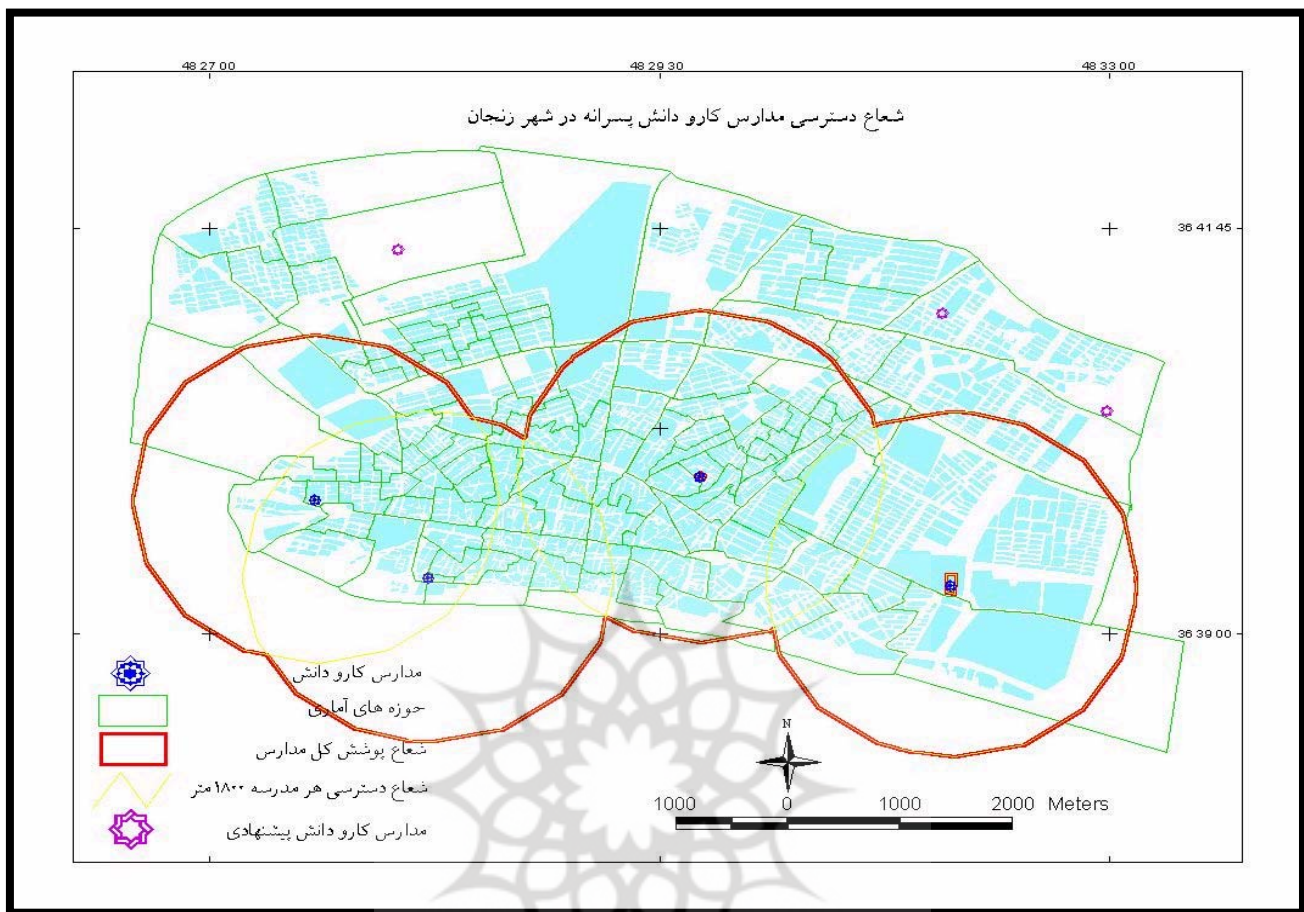 48 27 00
48 29 30
48 33 00
شعاع دسترسی مدارس کارو دانش پسرانه در شهر زنجان
36 41 45
36 39 00
مدارس کارو دانش
حوزه های آماری
شعاع پوشش کل مدارس
شعاع دسترسی هر مدرسه ۱۸۰۰ متر
مدارس کارو دانش پیشنهادی
N
1000 0 1000 2000 Meters